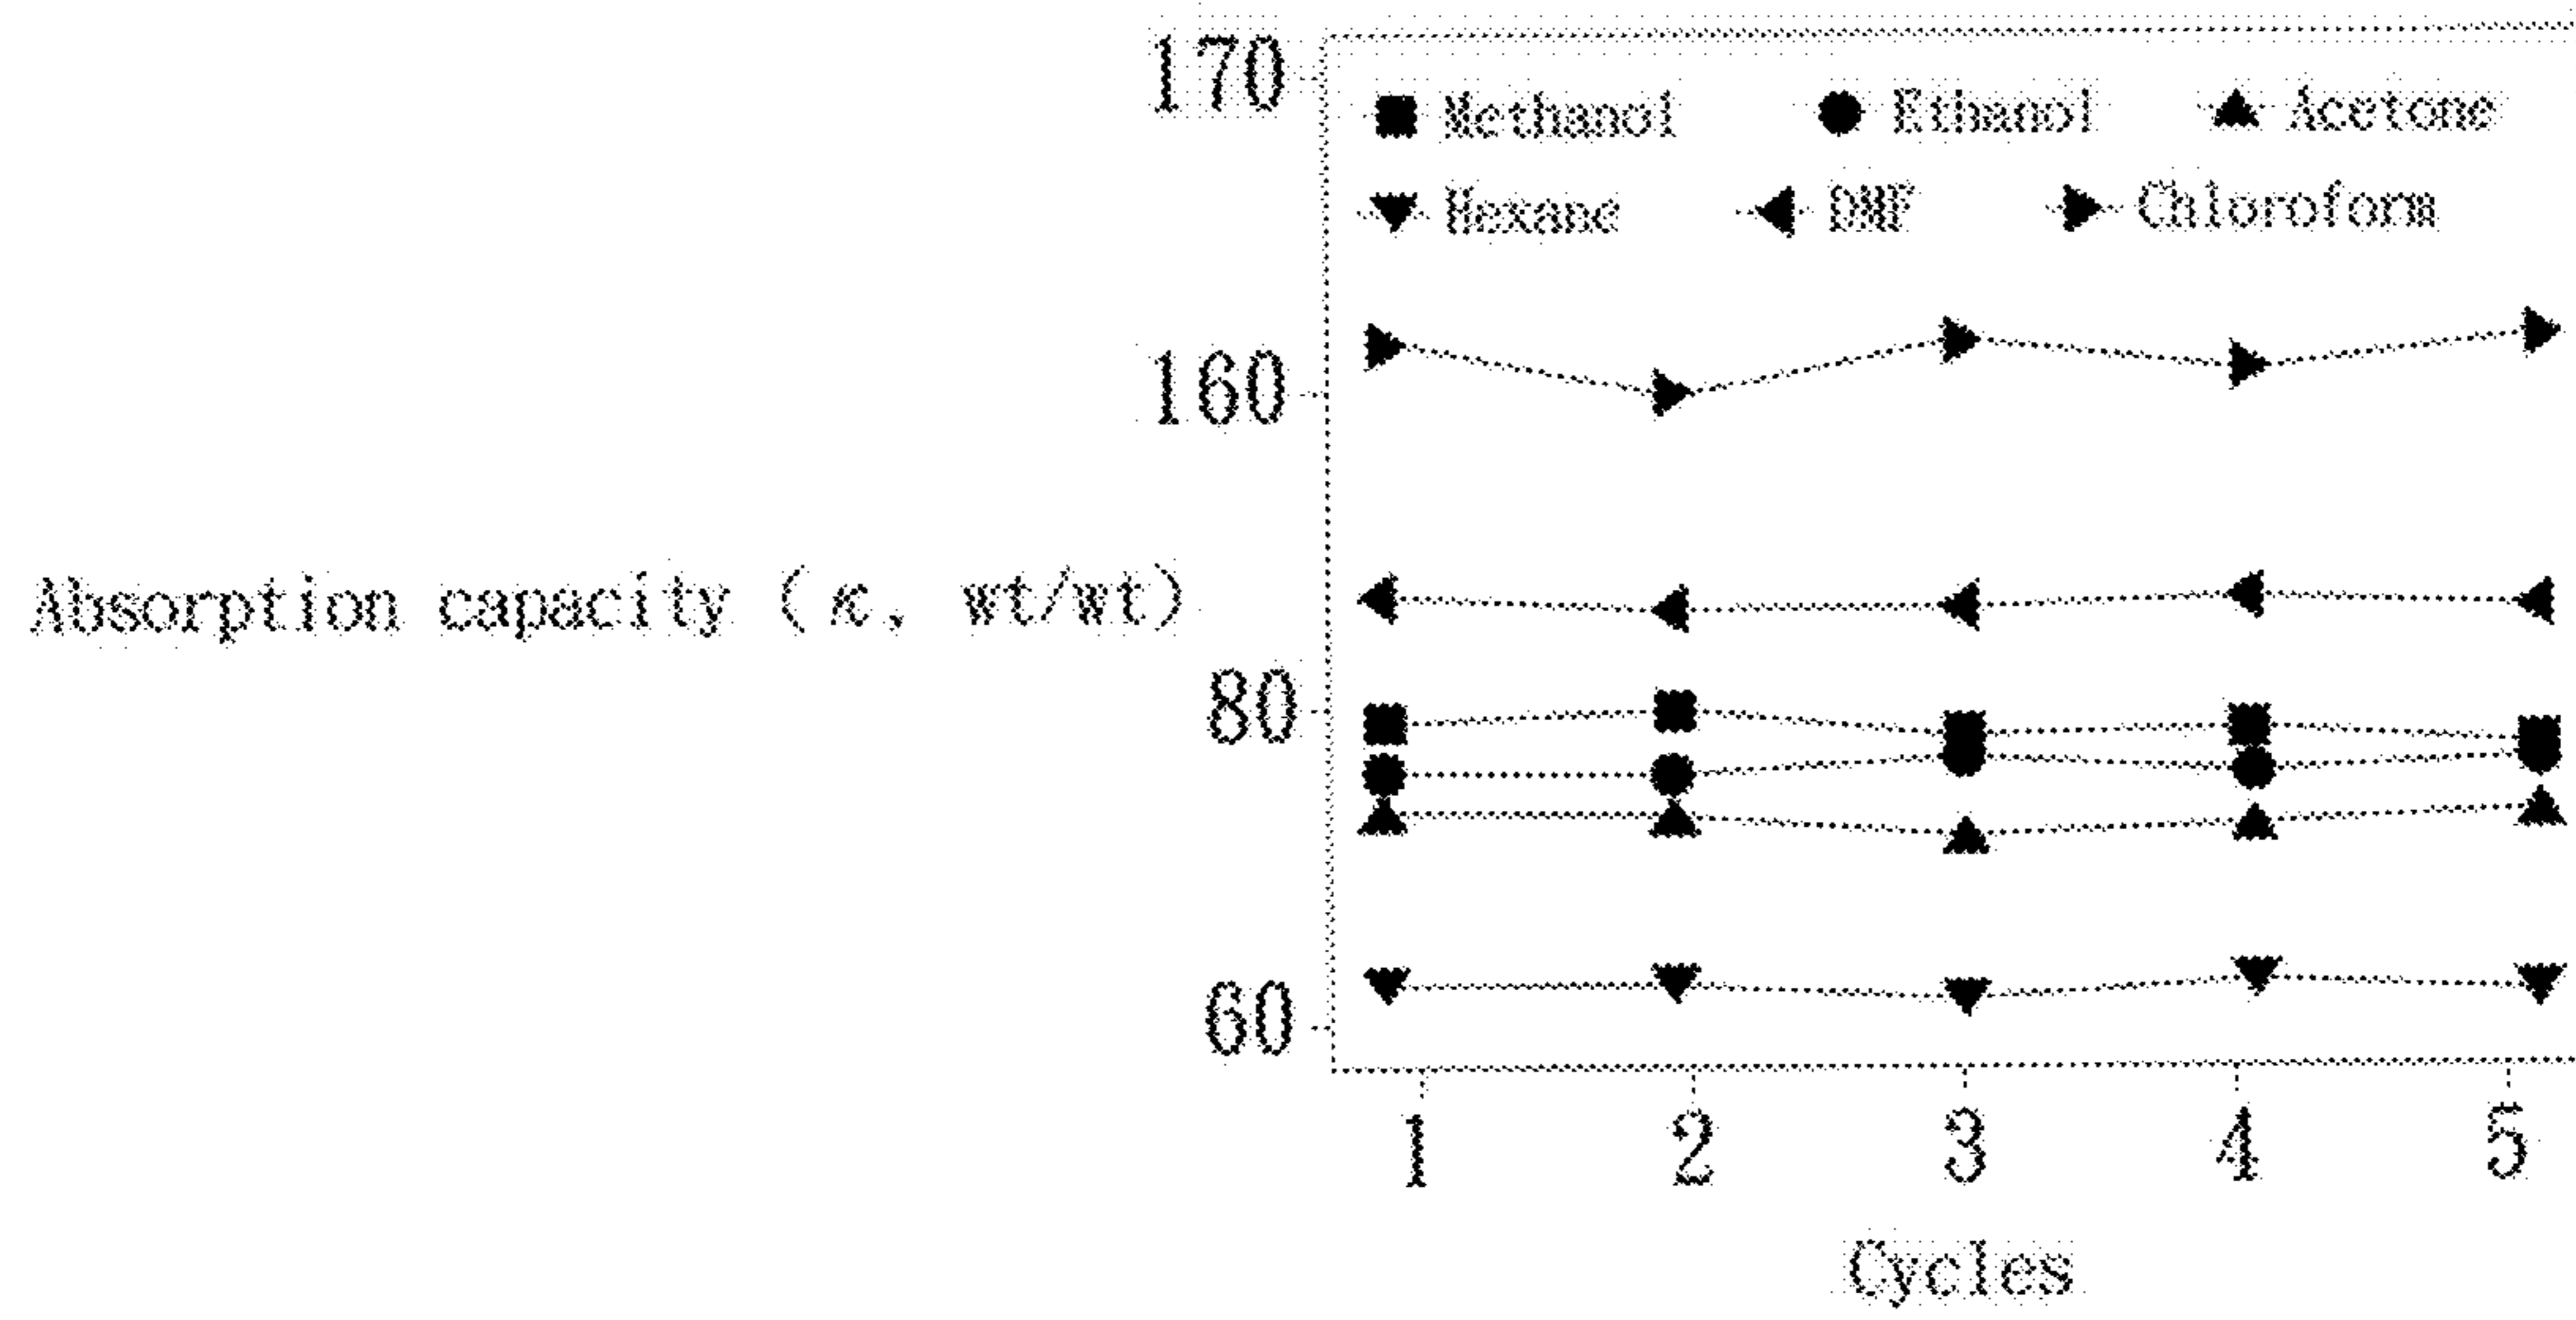 170
Methanol Ethanol Acetone
Hexane DMF Chloroform
160
Absorption capacity (κ, wt/wt)
80
60
1 2 3 4 5
Cycles